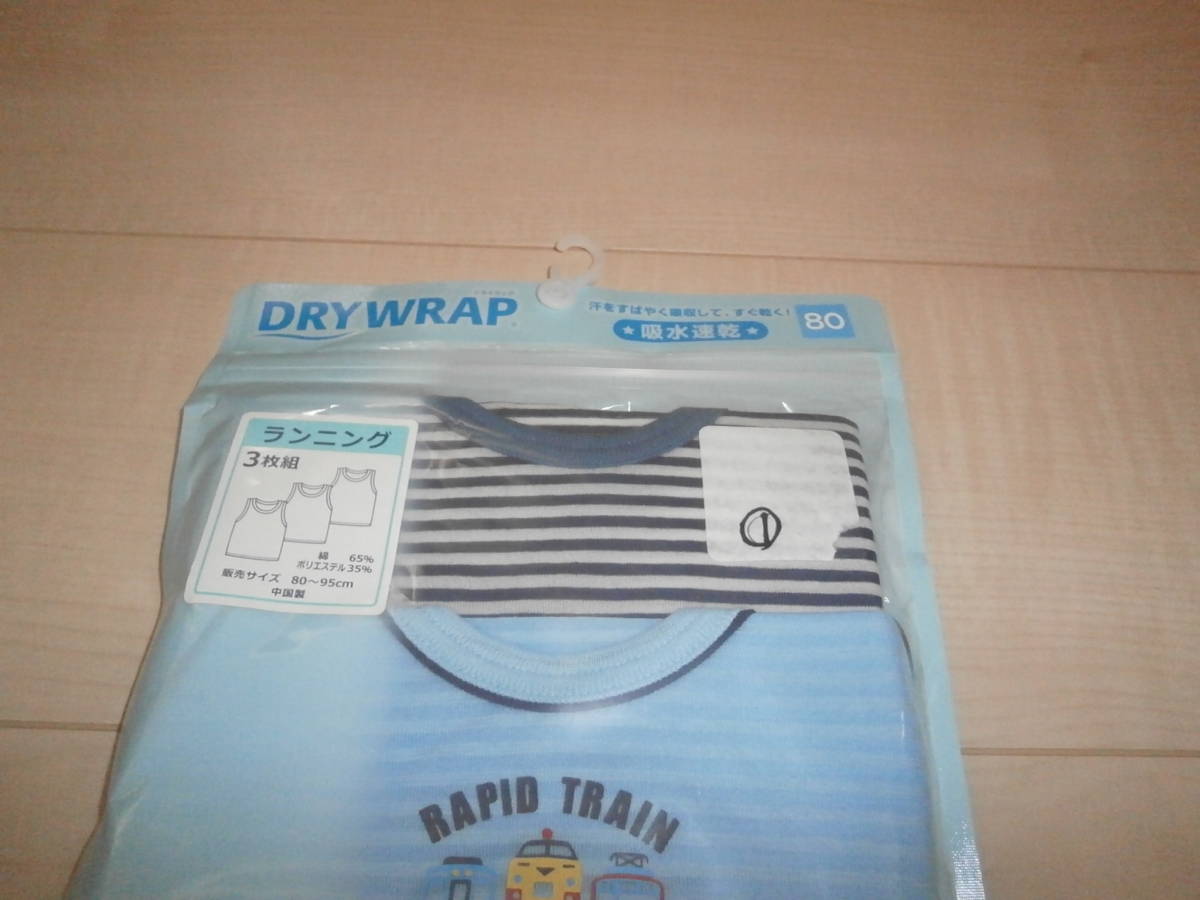 DRYWRAP
汗をすばやく吸収して、すぐ乾く!
★吸水速乾★
80
ランニング
3枚組
綿 65%
ポリエステル35%
販売サイズ 80～95cm
中国製
①
RAPID TRAIN